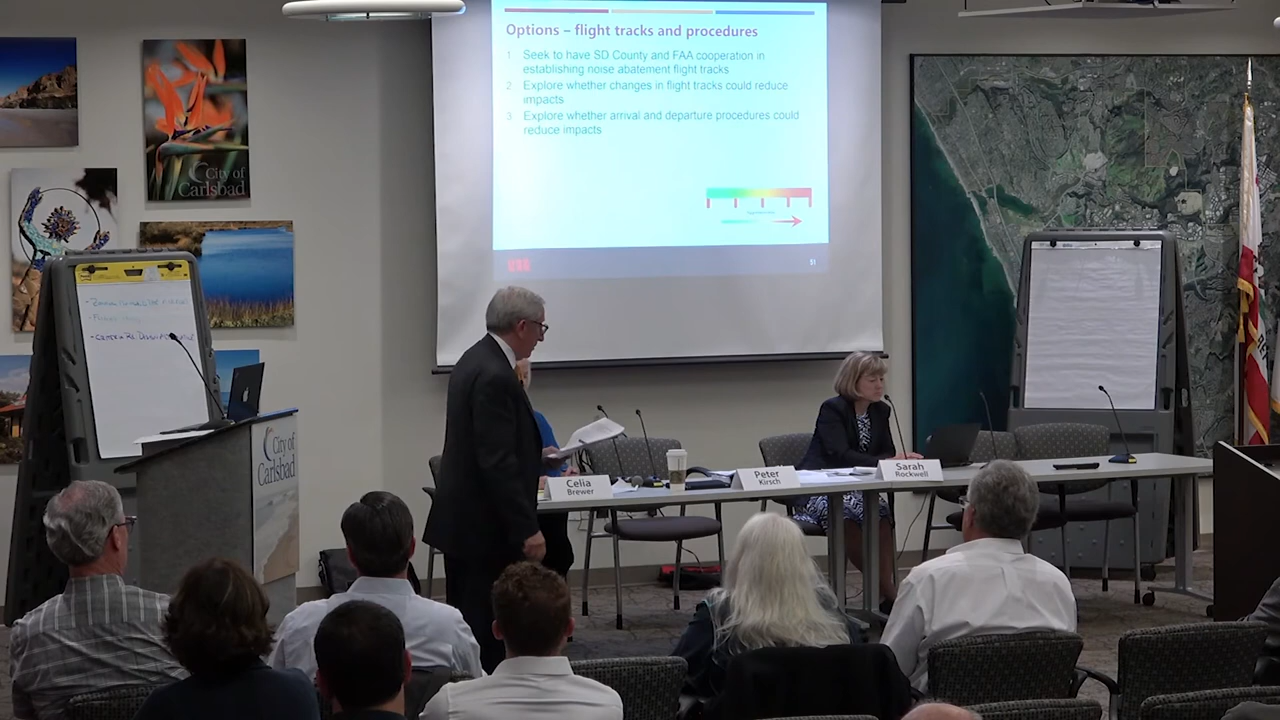 Options – flight tracks and procedures
1. Seek to have SD County and FAA cooperation in
establishing noise abatement flight tracks
2. Explore whether changes in flight tracks could reduce
impacts
3. Explore whether arrival and departure procedures could
reduce impacts
51
City of
Carlsbad
City of
Carlsbad
Celia
Brewer
Peter
Kirsch
Sarah
Rockwell